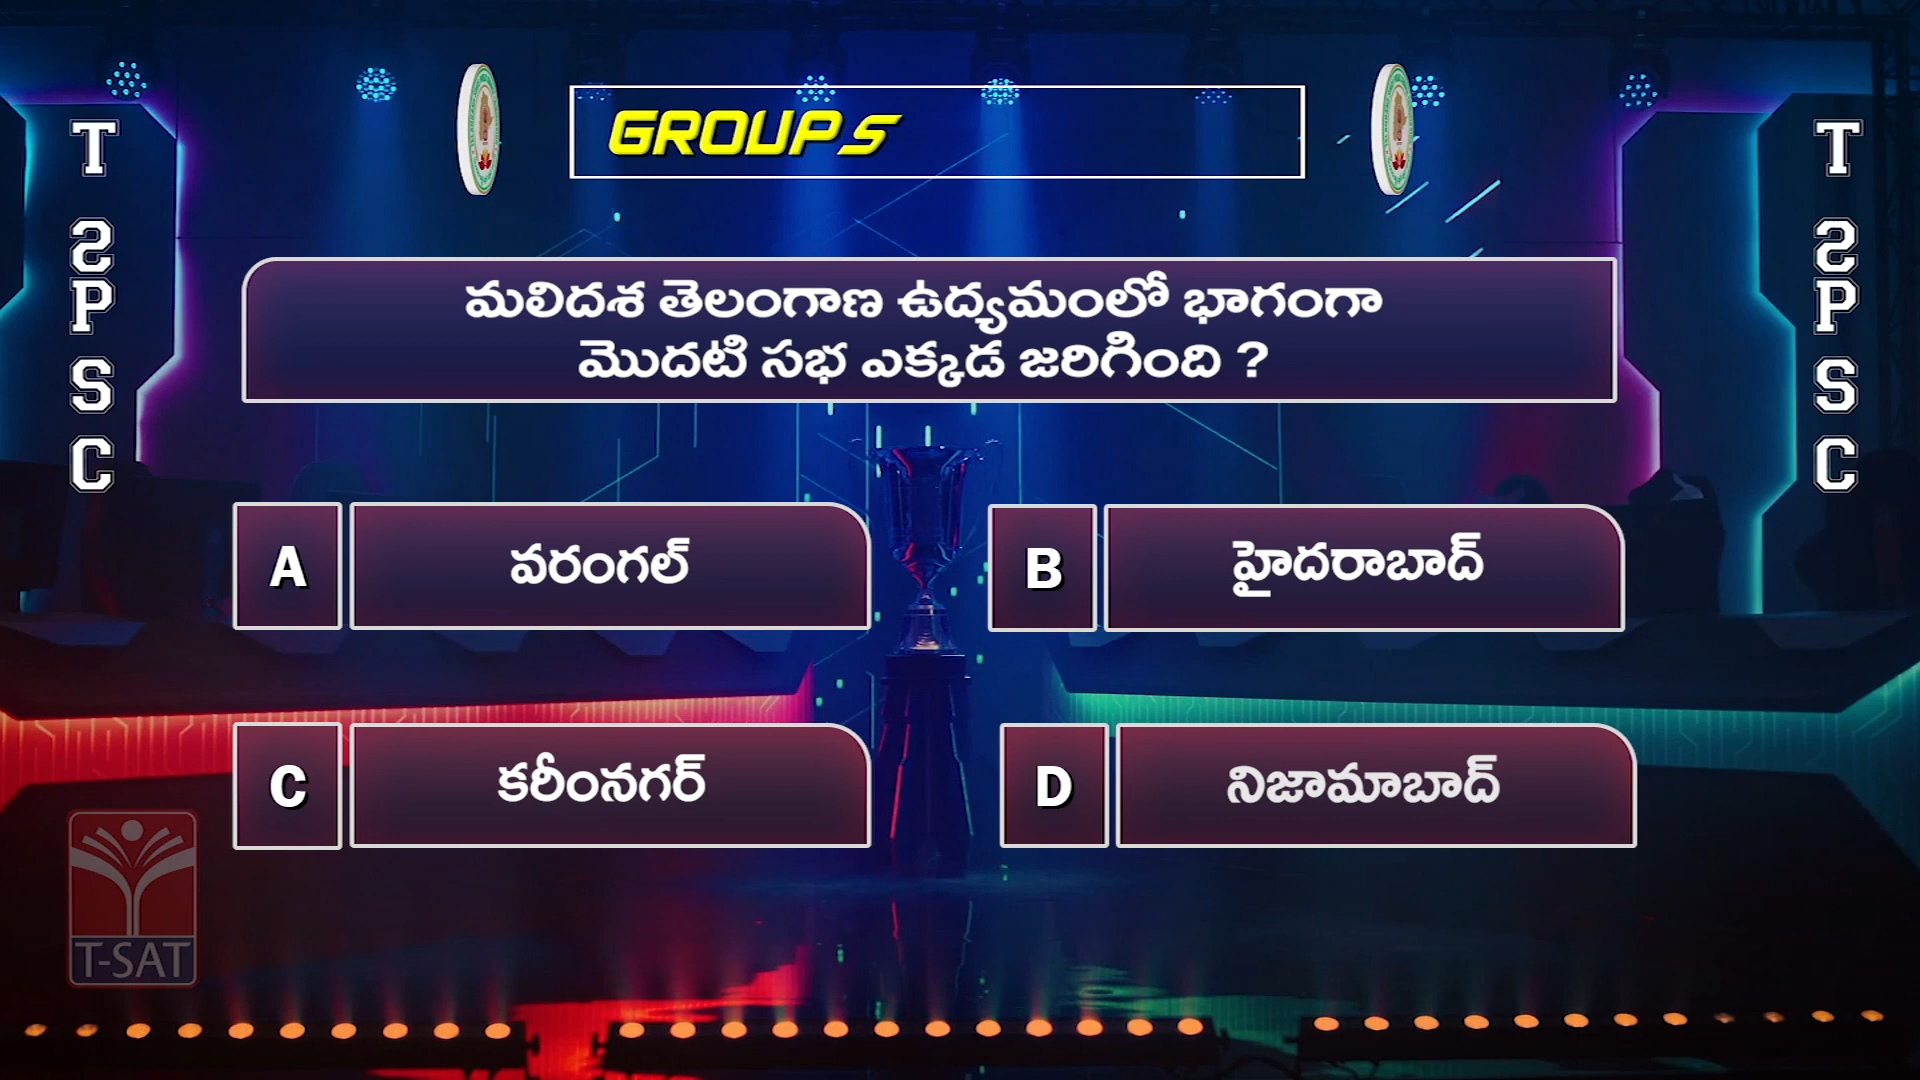 GROUPS
T
S
P
S
C
T
S
P
S
C
మలిదశ తెలంగాణ ఉద్యమంలో భాగంగా
మొదటి సభ ఎక్కడ జరిగింది ?
A వరంగల్
B హైదరాబాద్
C కరీంనగర్
D నిజామాబాద్
T-SAT